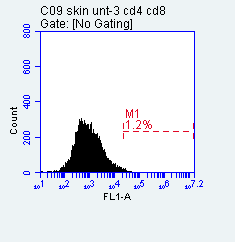 C09 skin unt-3 cd4 cd8
Gate: [No Gating]
800
600
400
200
0
Count
M1
1.2%
10^1 10^2 10^3 10^4 10^5 10^6 10^7.2
FL1-A